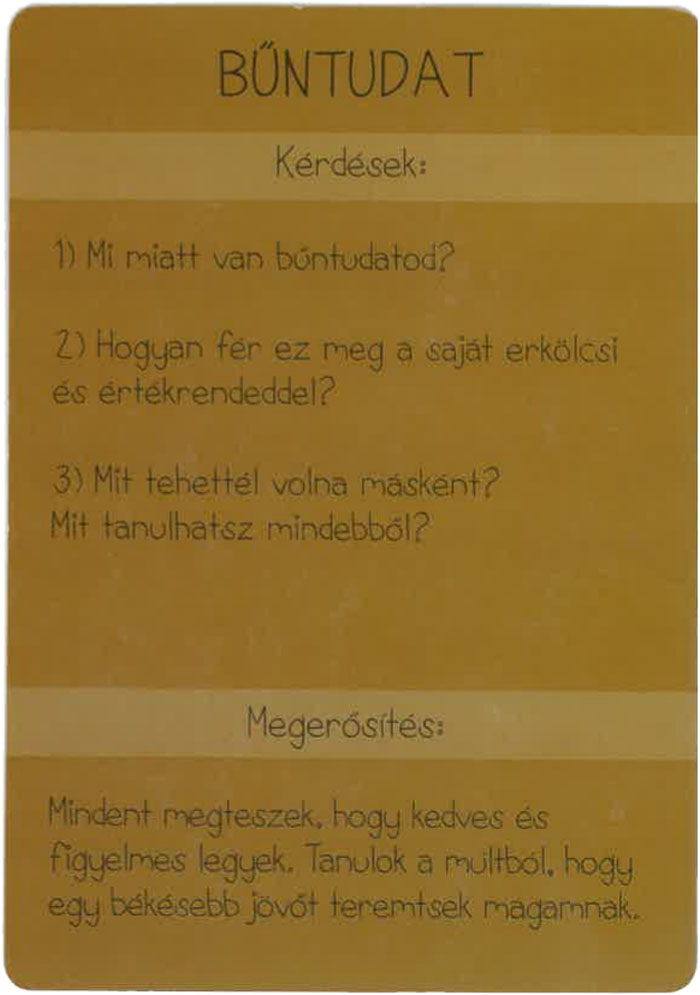 BŰNTUDAT
Kérdések:
1) Mi miatt van bűntudatod?
2) Hogyan fér ez meg a saját erkölcsi
és értékrendeddel?
3) Mit tehettél volna másként?
Mit tanulhatsz mindebből?
Megerősítés:
Mindent megteszek, hogy kedves és
figyelmes legyek. Tanulok a múltból, hogy
egy békésebb jövőt teremtsek magamnak.